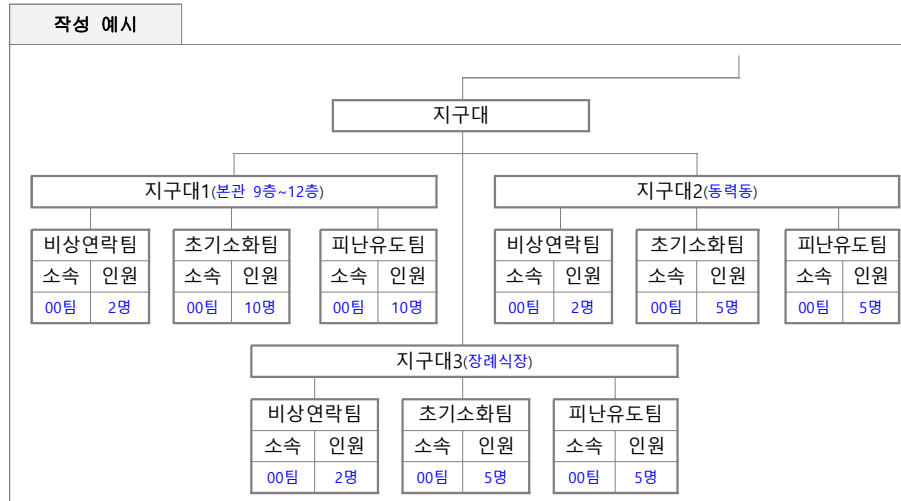 작성 예시
지구대
지구대1(본관 9층~12층) 지구대2(동력동)
비상연락팀 초기소화팀 피난유도팀 비상연락팀 초기소화팀 피난유도팀
소속 인원 소속 인원 소속 인원 소속 인원 소속 인원 소속 인원
00팀 2명 00팀 10명 00팀 10명 00팀 2명 00팀 5명 00팀 5명
지구대3(장례식장)
비상연락팀 초기소화팀 피난유도팀
소속 인원 소속 인원 소속 인원
00팀 2명 00팀 5명 00팀 5명